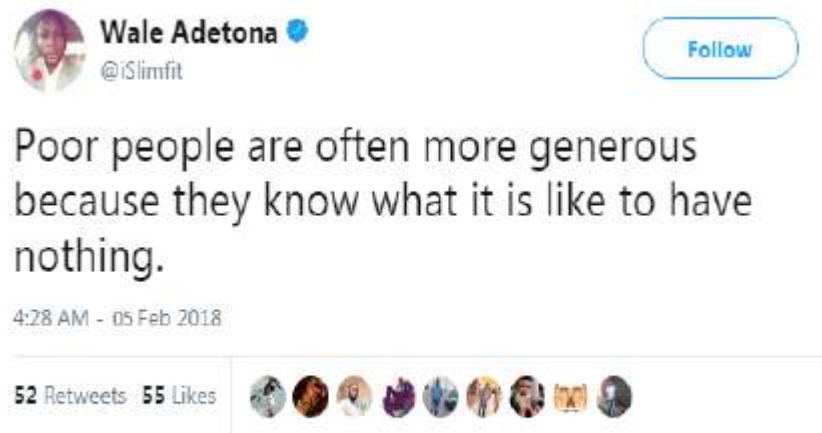 Wale Adetona
@iSlimfit
Follow
Poor people are often more generous
because they know what it is like to have
nothing.
4:28 AM - 05 Feb 2018
52 Retweets 55 Likes